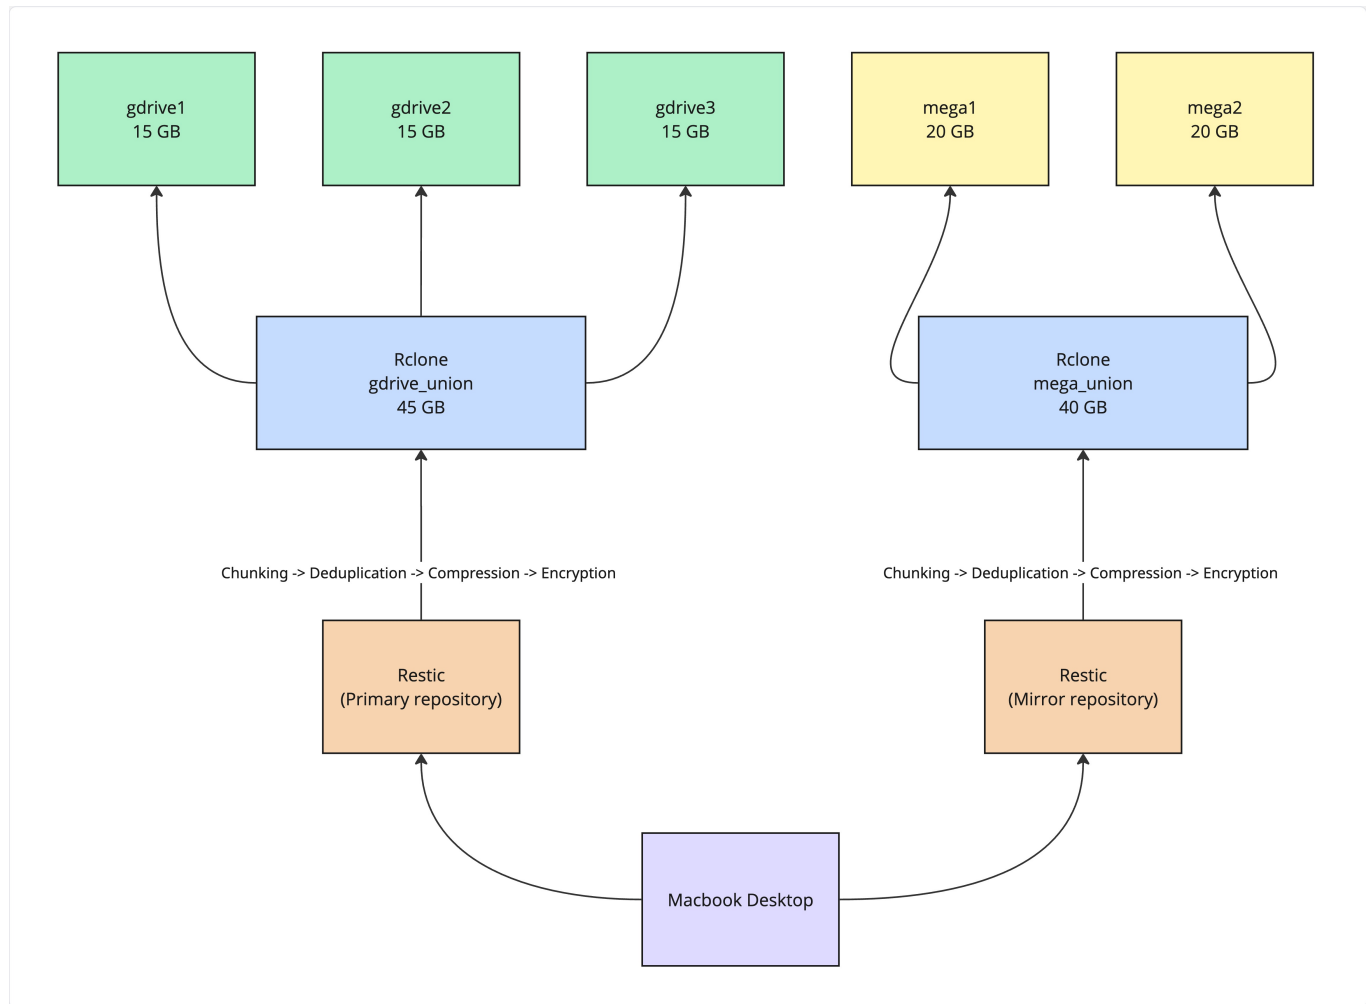 gdrive1
15 GB
gdrive2
15 GB
gdrive3
15 GB
mega1
20 GB
mega2
20 GB
Rclone
gdrive_union
45 GB
Rclone
mega_union
40 GB
Chunking -> Deduplication -> Compression -> Encryption
Chunking -> Deduplication -> Compression -> Encryption
Restic
(Primary repository)
Restic
(Mirror repository)
Macbook Desktop